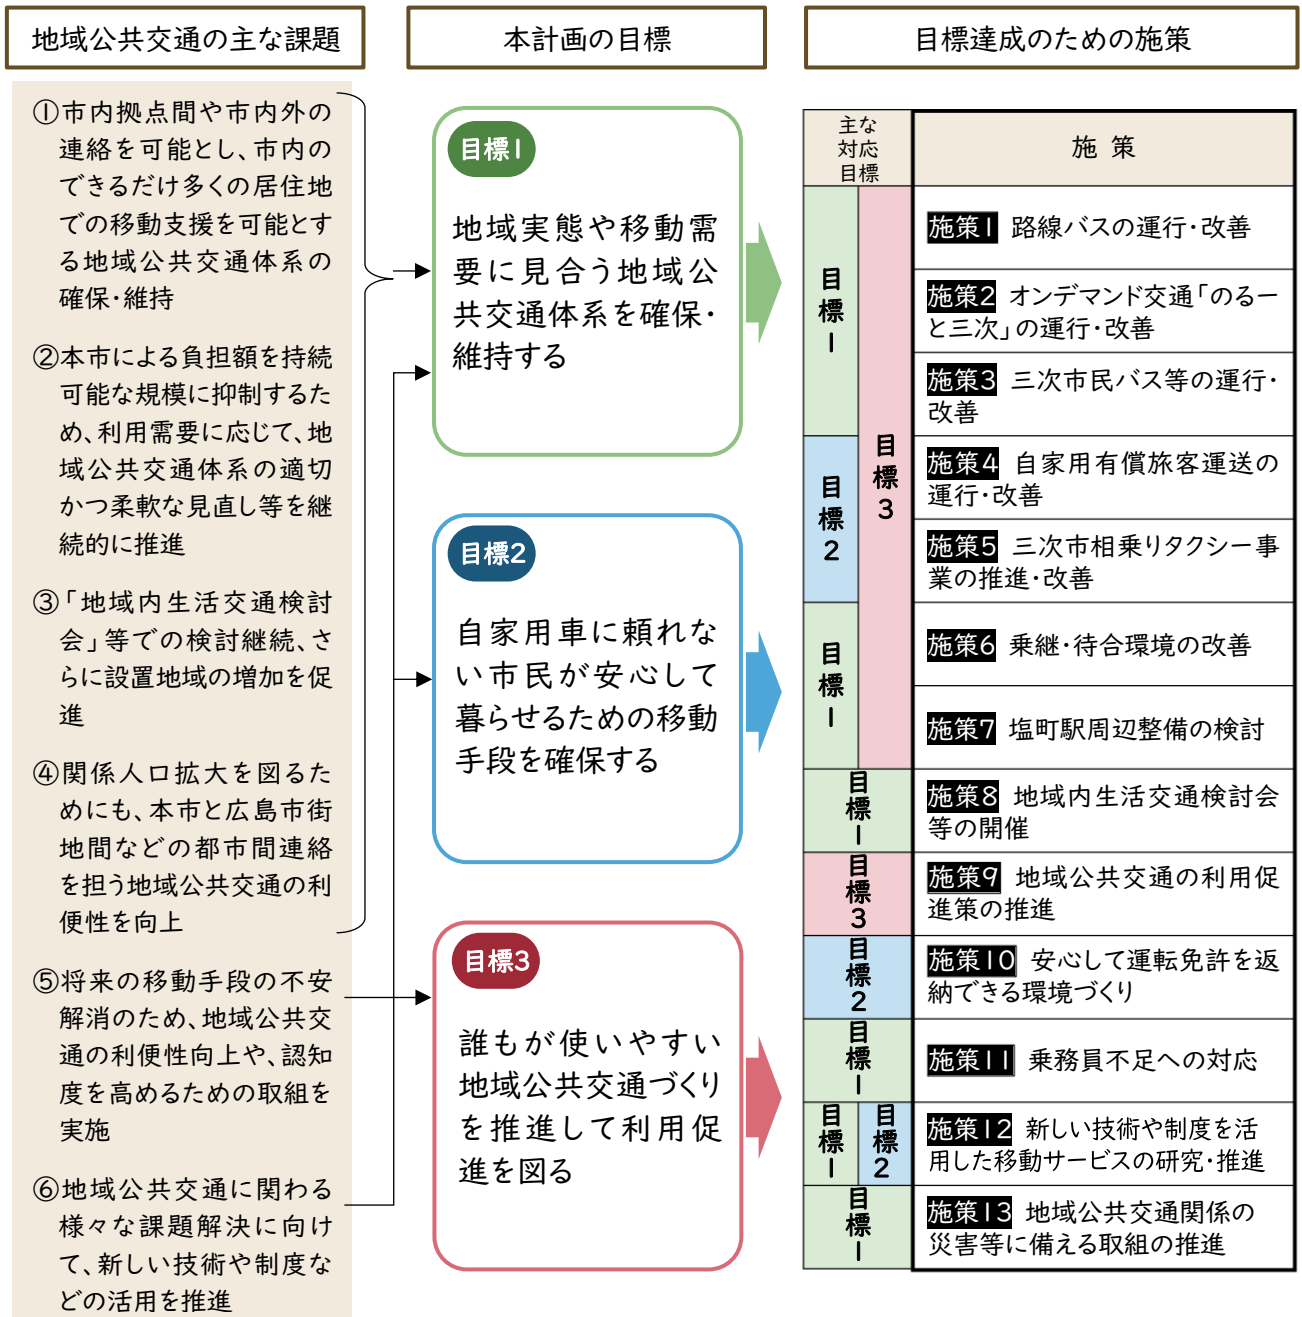 地域公共交通の主な課題
①市内拠点間や市内外の
連絡を可能とし、市内の
できるだけ多くの居住地
での移動支援を可能とす
る地域公共交通体系の
確保・維持
②本市による負担額を持続
可能な規模に抑制するた
め、利用需要に応じて、地
域公共交通体系の適切
かつ柔軟な見直し等を継
続的に推進
③「地域内生活交通検討
会」等での検討継続、さ
らに設置地域の増加を促
進
④関係人口拡大を図るた
めにも、本市と広島市街
地間などの都市間連絡
を担う地域公共交通の利
便性を向上
⑤将来の移動手段の不安
解消のため、地域公共交
通の利便性向上や、認知
度を高めるための取組を
実施
⑥地域公共交通に関わる
様々な課題解決に向け
て、新しい技術や制度な
どの活用を推進
本計画の目標
目標1
地域実態や移動需
要に見合う地域公
共交通体系を確保・
維持する
目標2
自家用車に頼れな
い市民が安心して
暮らせるための移動
手段を確保する
目標3
誰もが使いやすい
地域公共交通づくり
を推進して利用促
進を図る
目標達成のための施策
主な
対応
目標
施 策
目標1
目標3
施策1 路線バスの運行・改善
施策2 オンデマンド交通「のるー
と三次」の運行・改善
施策3 三次市民バス等の運行・
改善
目標2
施策4 自家用有償旅客運送の
運行・改善
施策5 三次市相乗りタクシー事
業の推進・改善
目標1
施策6 乗継・待合環境の改善
施策7 塩町駅周辺整備の検討
目標1
施策8 地域内生活交通検討会
等の開催
目標3
施策9 地域公共交通の利用促
進策の推進
目標2
施策10 安心して運転免許を返
納できる環境づくり
目標1
施策11 乗務員不足への対応
目標1
目標2
施策12 新しい技術や制度を活
用した移動サービスの研究・推進
目標1
施策13 地域公共交通関係の
災害等に備える取組の推進